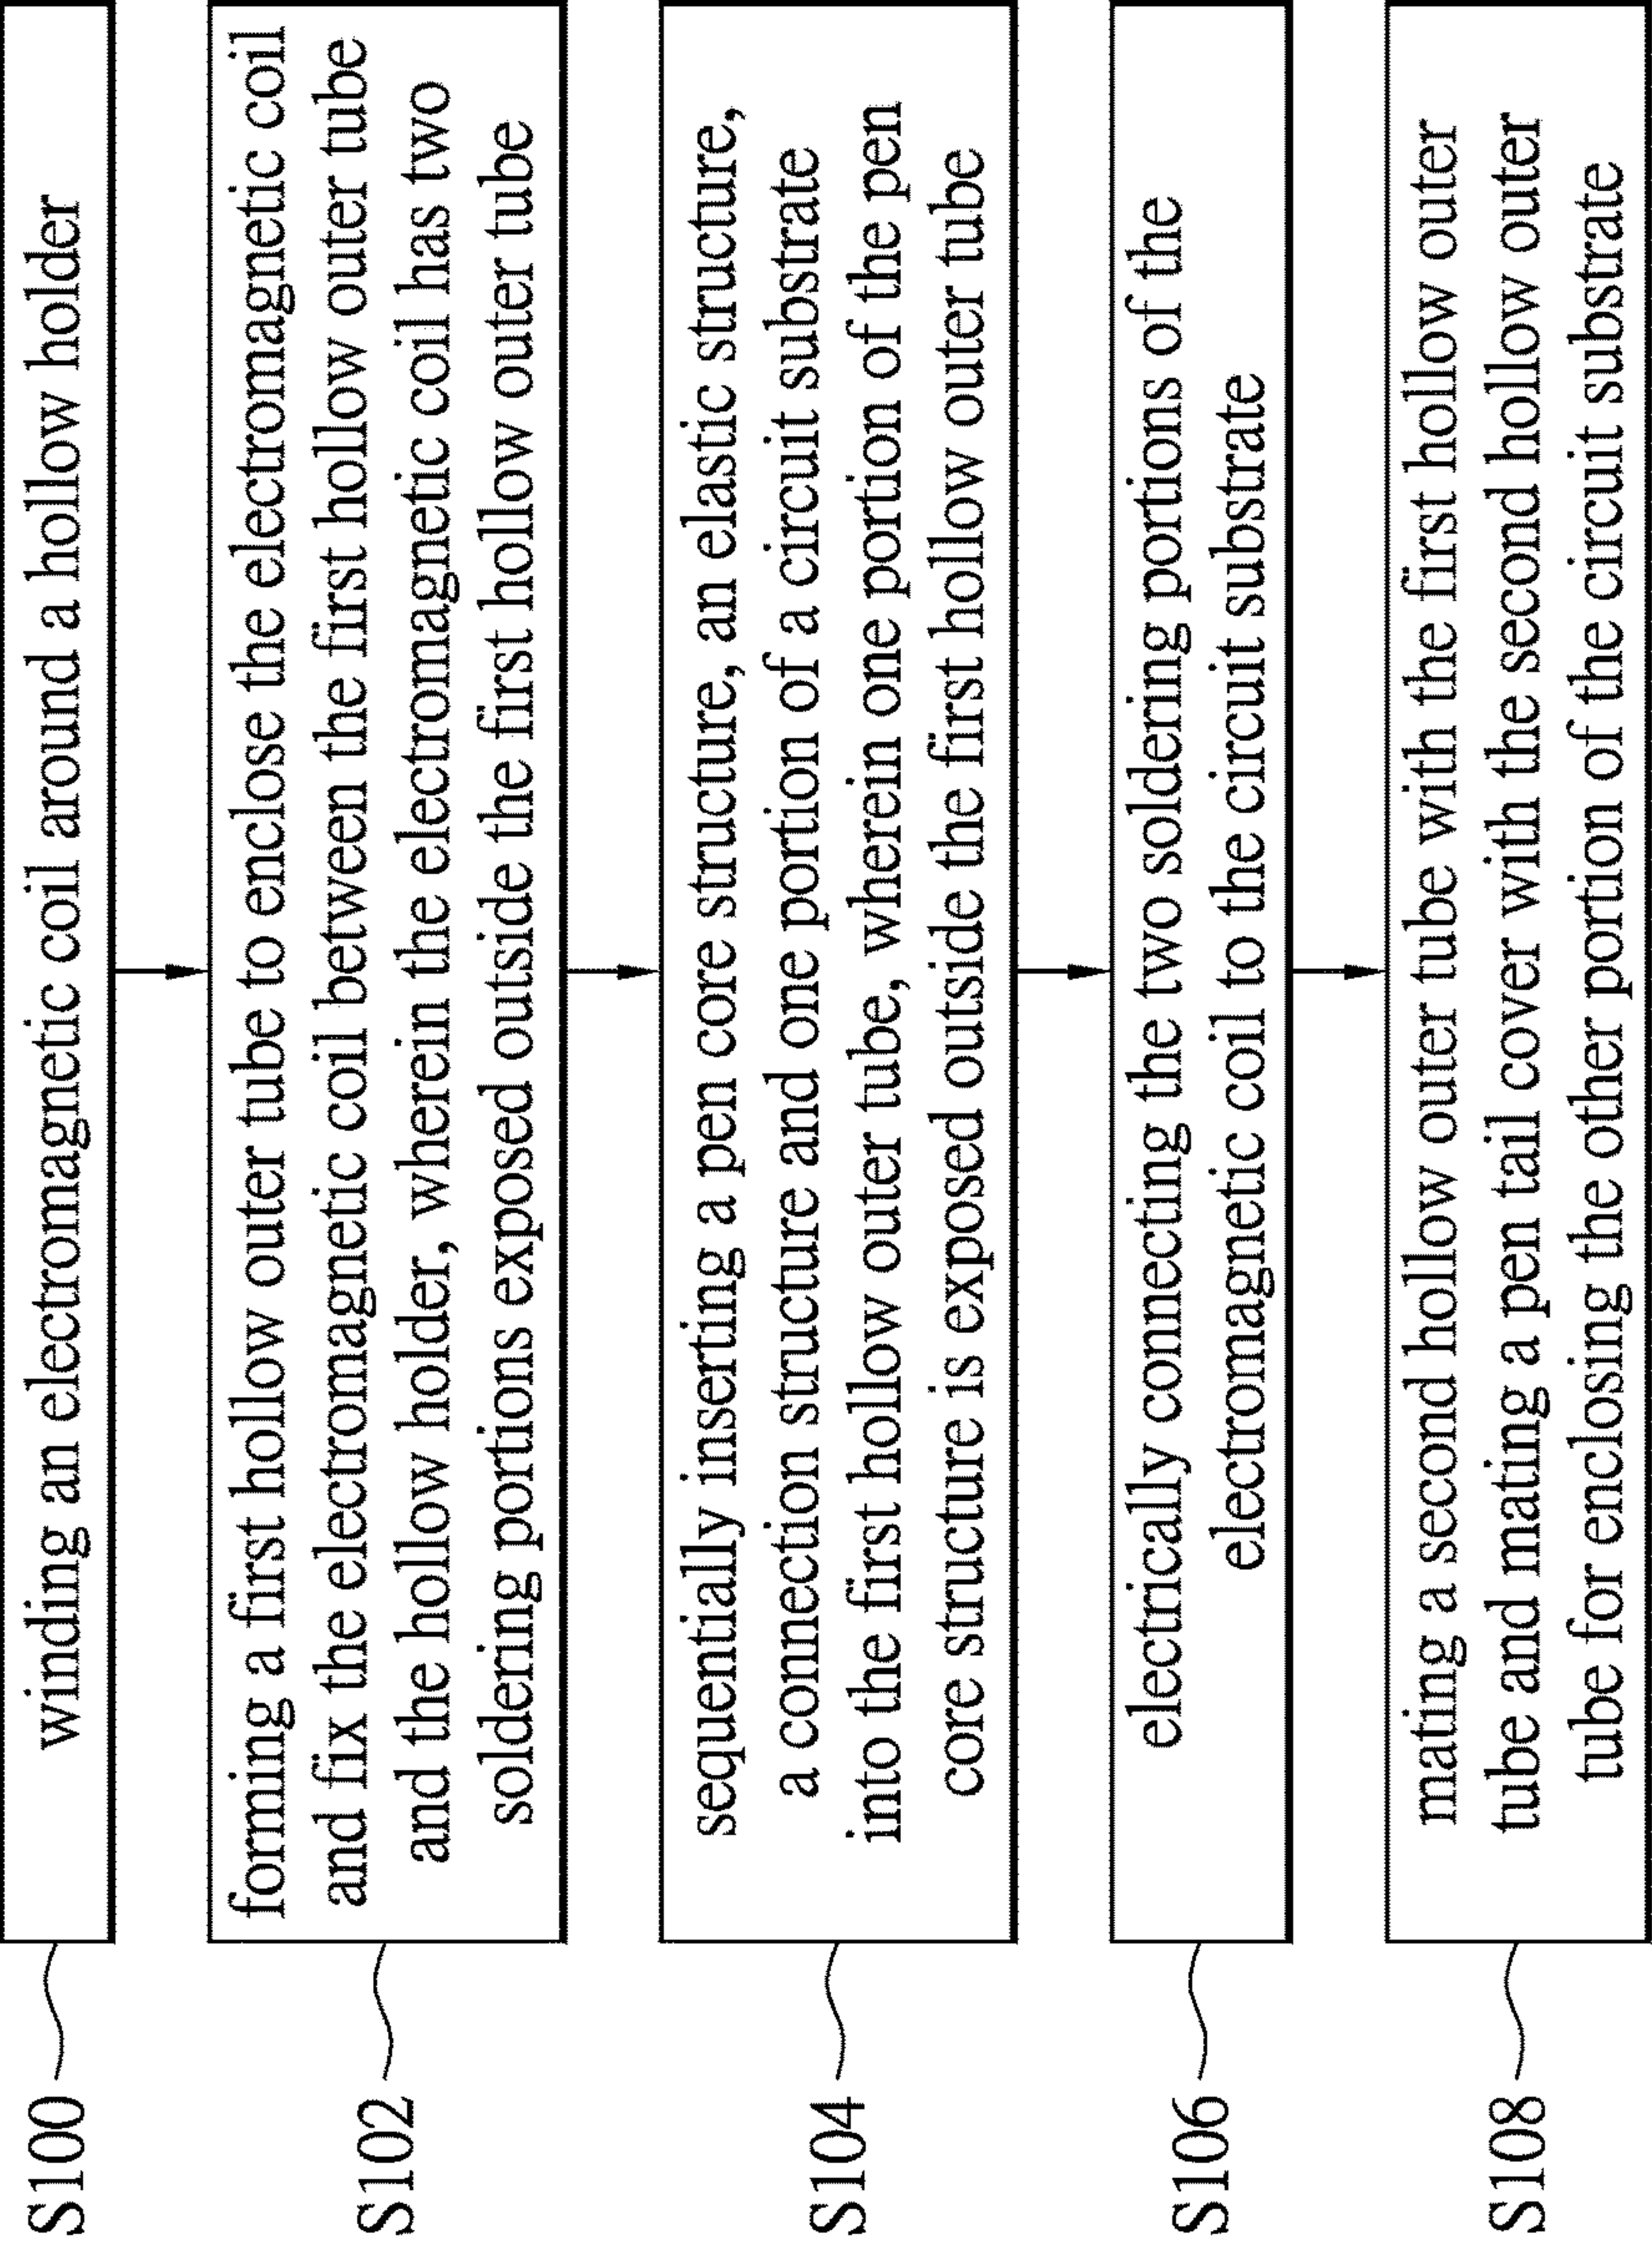 S100
winding an electromagnetic coil around a hollow holder
S102
forming a first hollow outer tube to enclose the electromagnetic coil
and fix the electromagnetic coil between the first hollow outer tube
and the hollow holder, wherein the electromagnetic coil has two
soldering portions exposed outside the first hollow outer tube
S104
sequentially inserting a pen core structure, an elastic structure,
a connection structure and one portion of a circuit substrate
into the first hollow outer tube, wherein one portion of the pen
core structure is exposed outside the first hollow outer tube
S106
electrically connecting the two soldering portions of the
electromagnetic coil to the circuit substrate
S108
mating a second hollow outer tube with the first hollow outer
tube and mating a pen tail cover with the second hollow outer
tube for enclosing the other portion of the circuit substrate